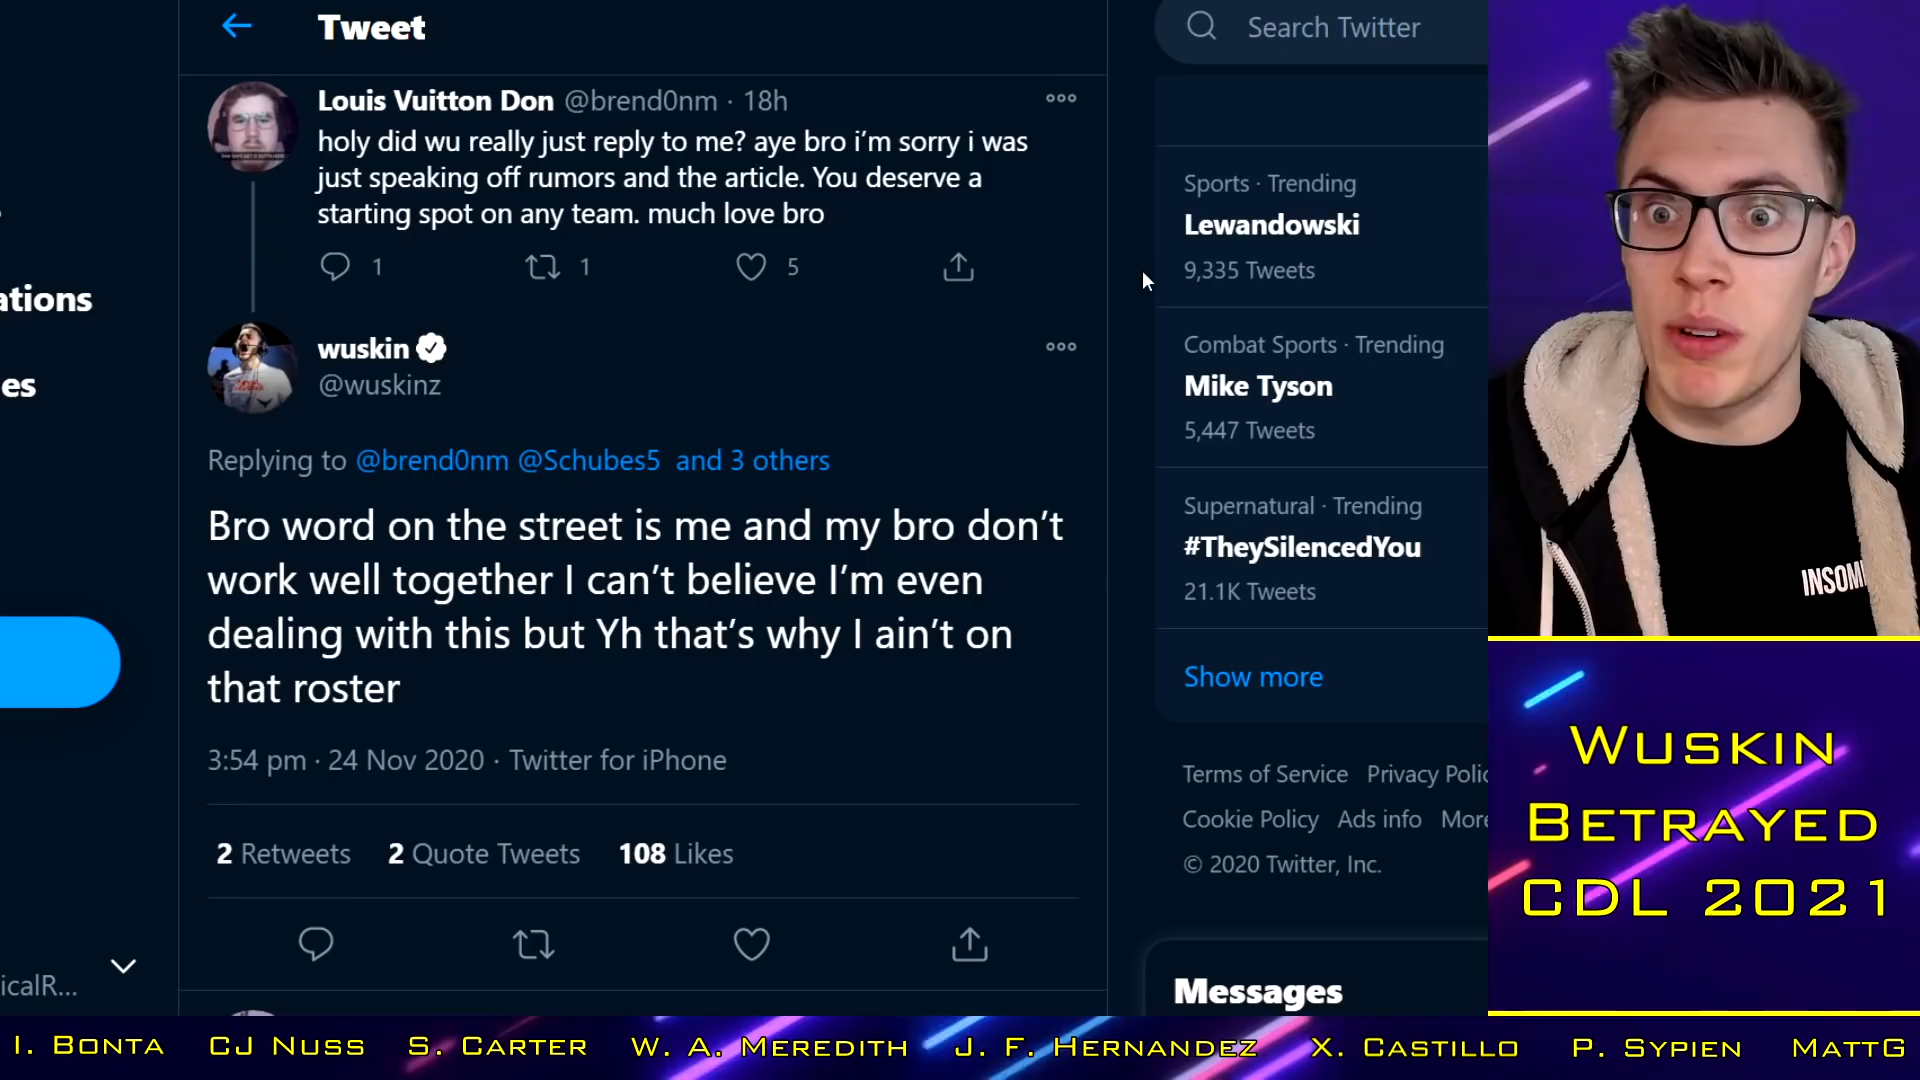 Tweet
Search Twitter
Louis Vuitton Don @brend0nm · 18h
holy did wu really just reply to me? aye bro i'm sorry i was
just speaking off rumors and the article. You deserve a
starting spot on any team. much love bro
1 1 5
wuskin
@wuskinz
Replying to @brend0nm @Schubes5 and 3 others
Bro word on the street is me and my bro don't
work well together I can't believe I'm even
dealing with this but Yh that's why I ain't on
that roster
3:54 pm · 24 Nov 2020 · Twitter for iPhone
2 Retweets 2 Quote Tweets 108 Likes
ations
es
icalR...
Sports · Trending
Lewandowski
9,335 Tweets
Combat Sports · Trending
Mike Tyson
5,447 Tweets
Supernatural · Trending
#TheySilencedYou
21.1K Tweets
Show more
Terms of Service Privacy Polic
Cookie Policy Ads info More
© 2020 Twitter, Inc.
Messages
INSOM
WUSKIN
BETRAYED
CDL 2021
I. BONTA CJ NUSS S. CARTER W. A. MEREDITH J. F. HERNANDEZ X. CASTILLO P. SYPIEN MATTG